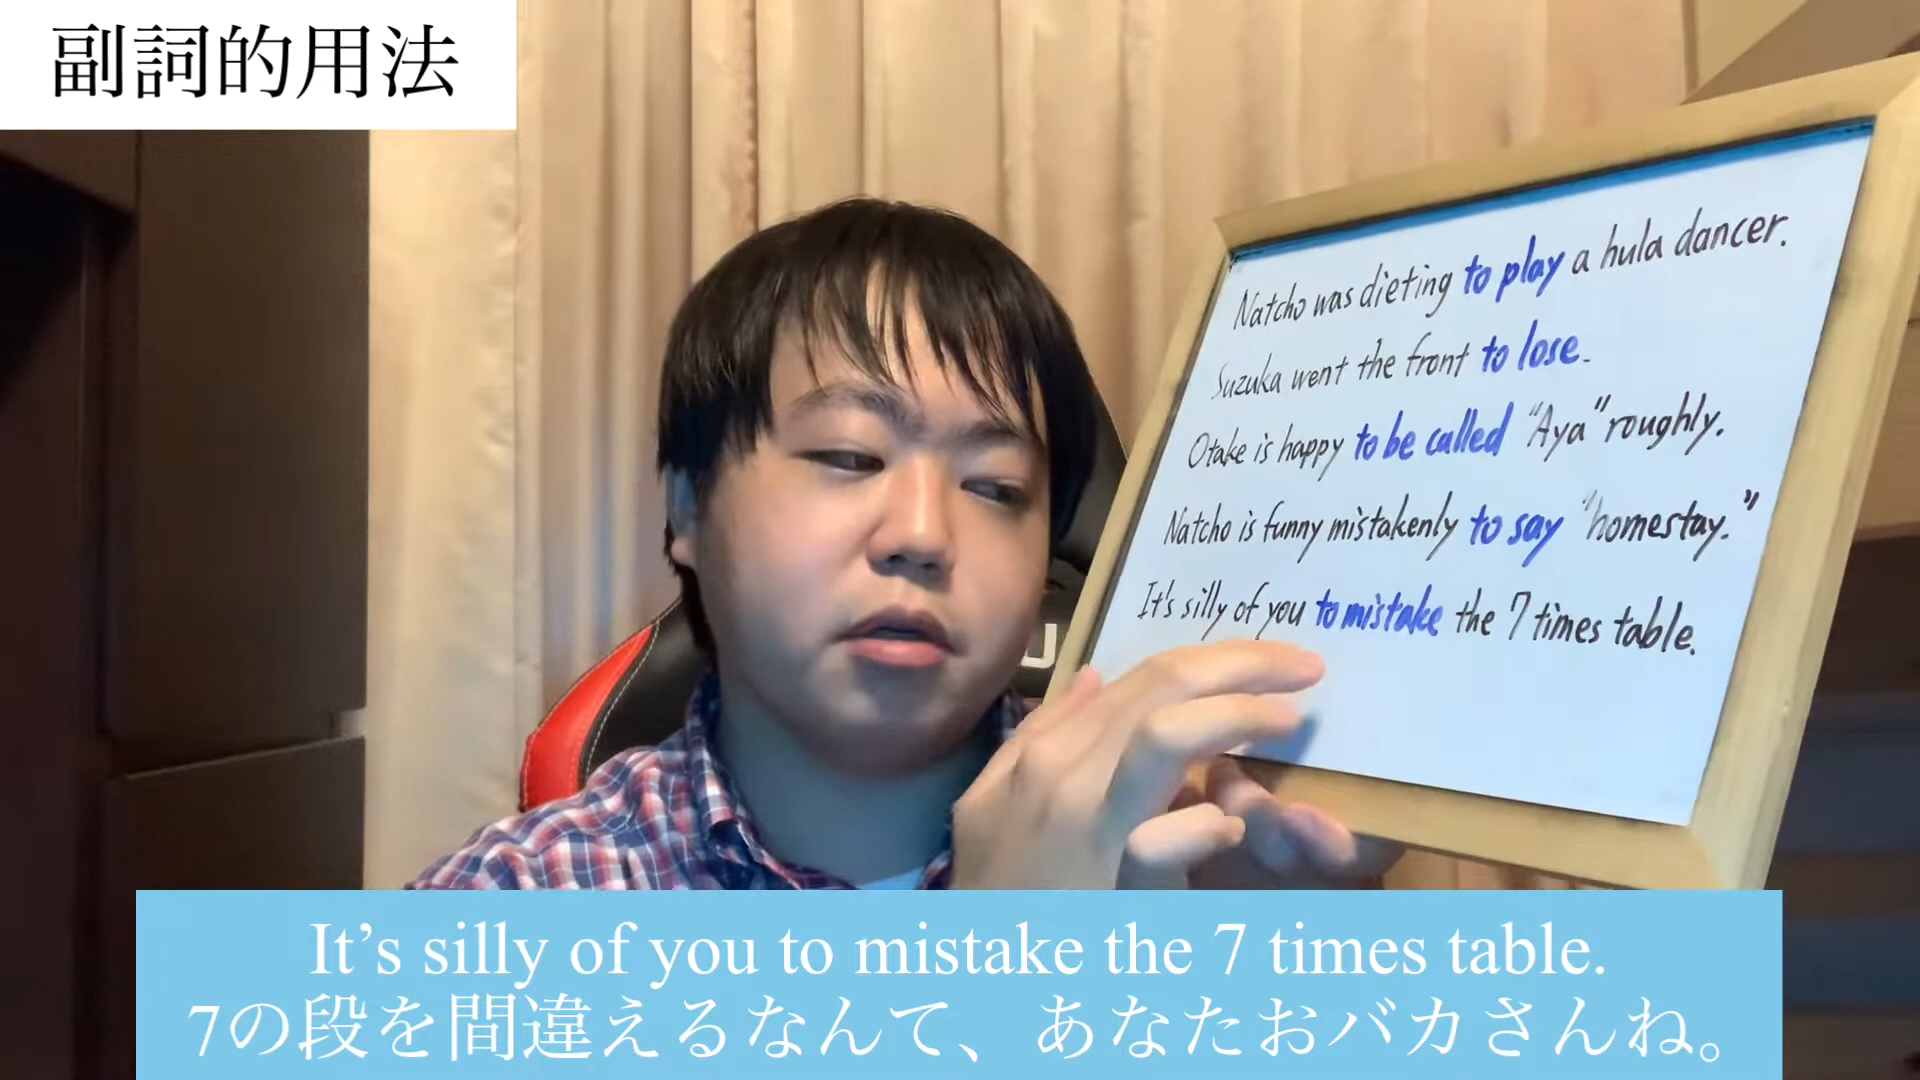 副詞的用法
Natcho was dieting to play a hula dancer.
Suzuka went the front to lose.
Otake is happy to be called "Aya" roughly.
Natcho is funny mistakenly to say "homestay."
It's silly of you to mistake the 7 times table.
It's silly of you to mistake the 7 times table.
7の段を間違えるなんて、あなたおバカさんね。